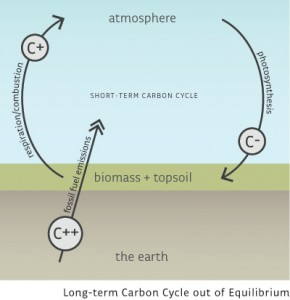 atmosphere
C+
respiration/combustion
SHORT-TERM CARBON CYCLE
photosynthesis
C-
biomass + topsoil
fossil fuel emissions
C++
the earth
Long-term Carbon Cycle out of Equilibrium